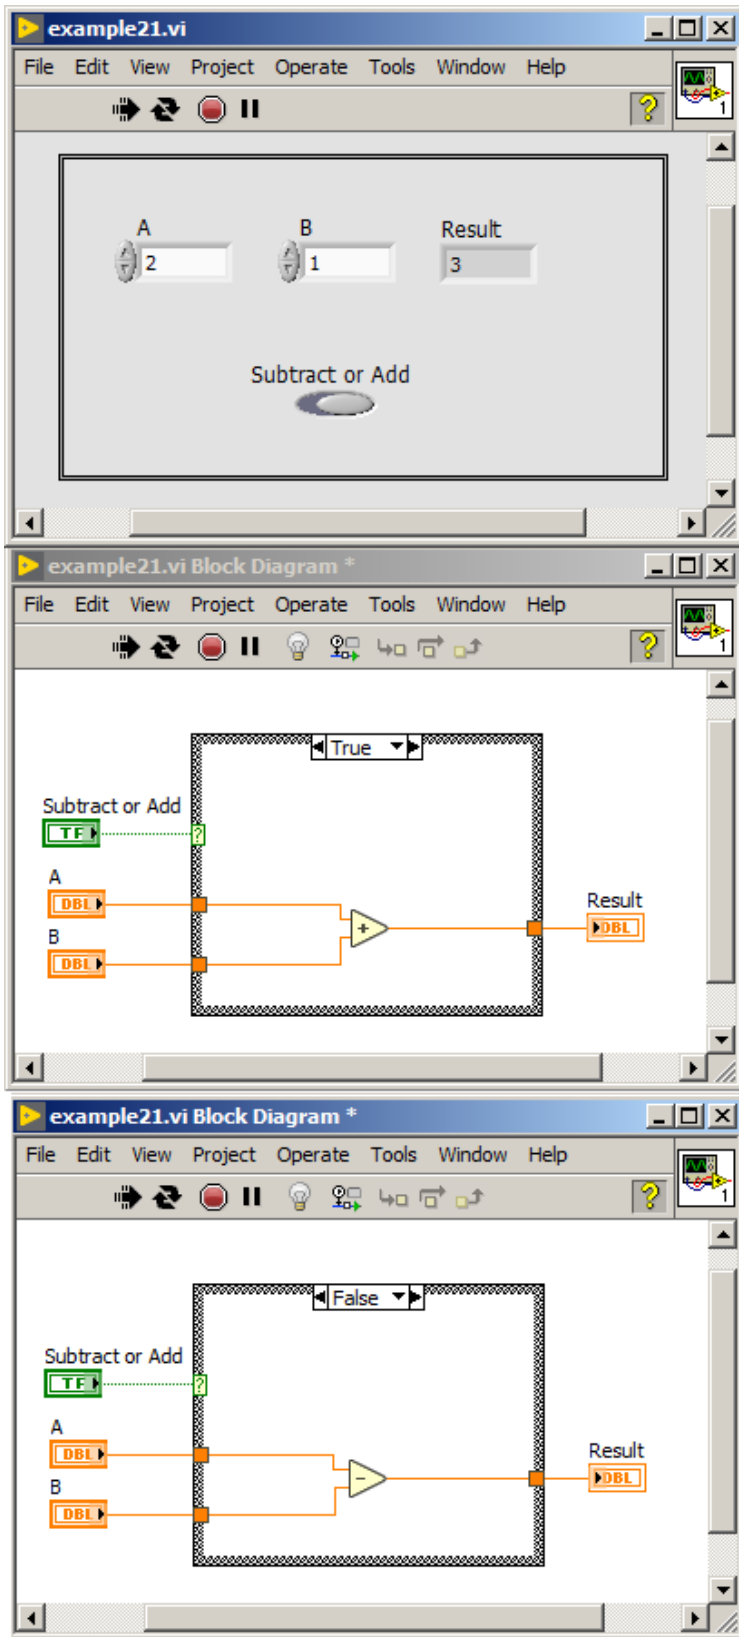 example21.vi
File Edit View Project Operate Tools Window Help
? 1
A B Result
2 1 3
Subtract or Add
example21.vi Block Diagram *
File Edit View Project Operate Tools Window Help
? 1
True
Subtract or Add
TF ?
A
DBL
Result
+ DBL
B
DBL
example21.vi Block Diagram *
File Edit View Project Operate Tools Window Help
? 1
False
Subtract or Add
TF ?
A
DBL
Result
- DBL
B
DBL